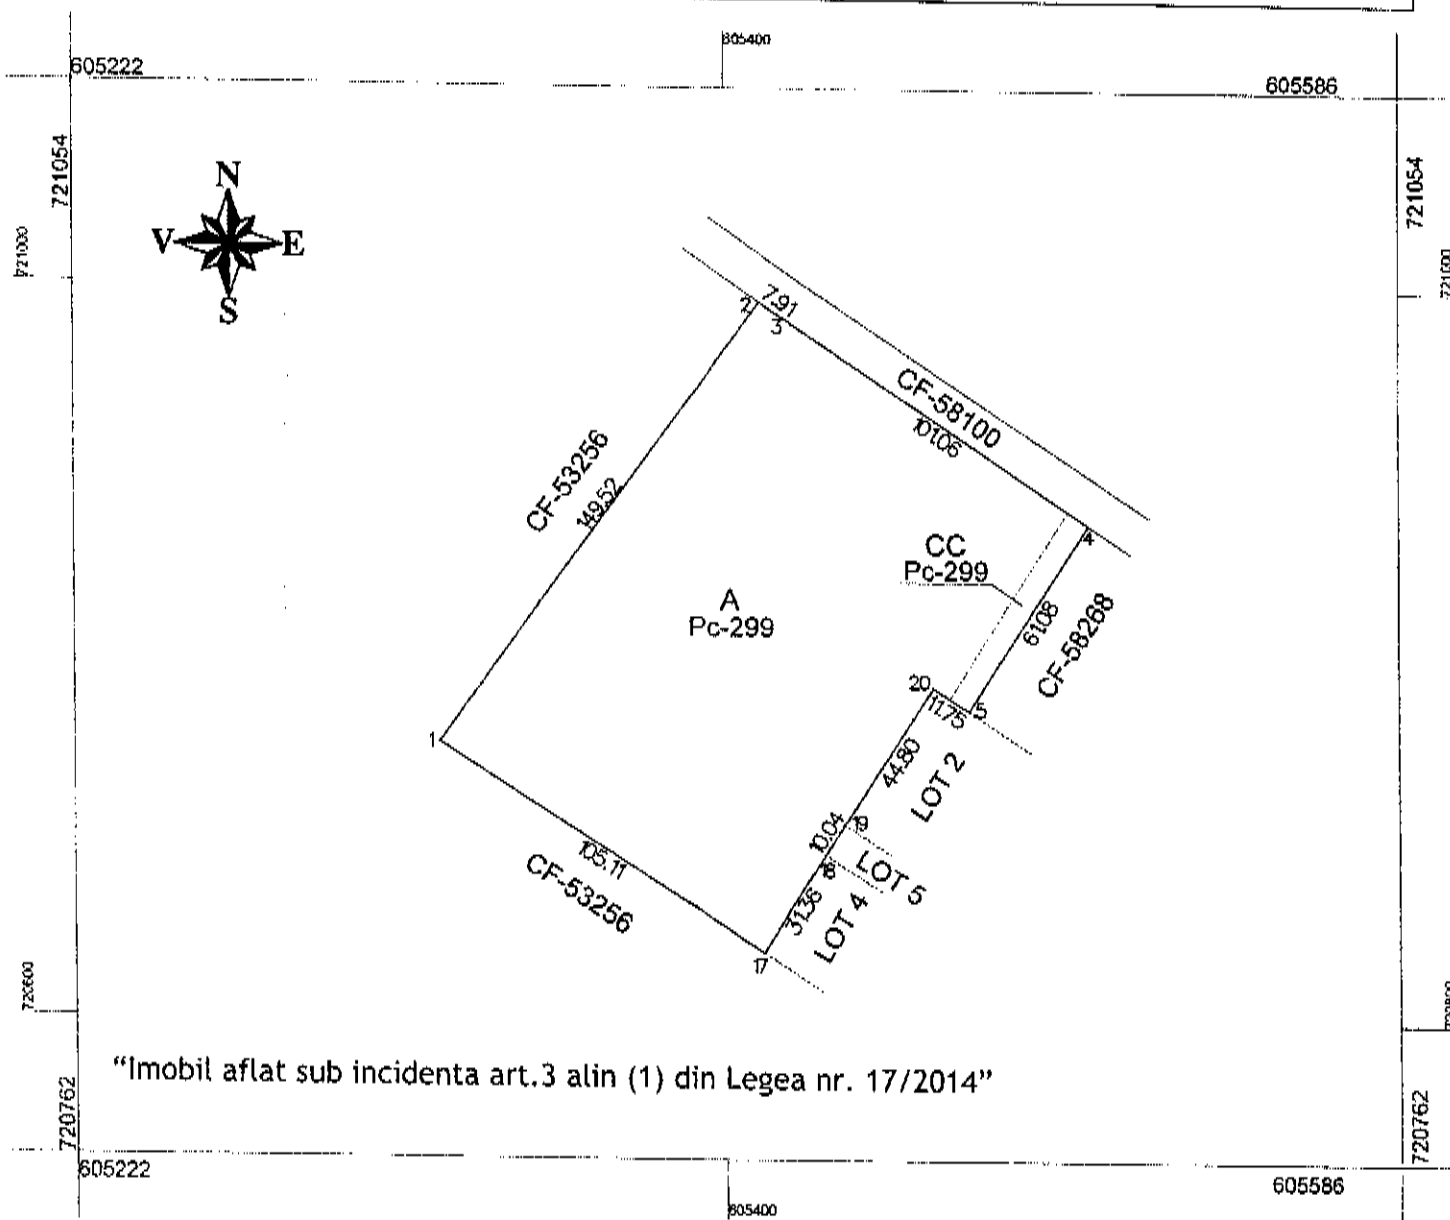 605400
605222
605586
721054
721054
721000
721000
N
V E
S
2
7.91
3
CF-58100
101.06
CF-53256
149.52
4
CC
Pc-299
A
Pc-299
61.08
CF-58268
20
11.75
5
1
44.80
LOT 2
19
10.04
LOT 5
18
105.11
CF-53256
31.36
LOT 4
17
720800
720800
"Imobil aflat sub incidenta art.3 alin (1) din Legea nr. 17/2014"
720762
720762
605222
605586
605400